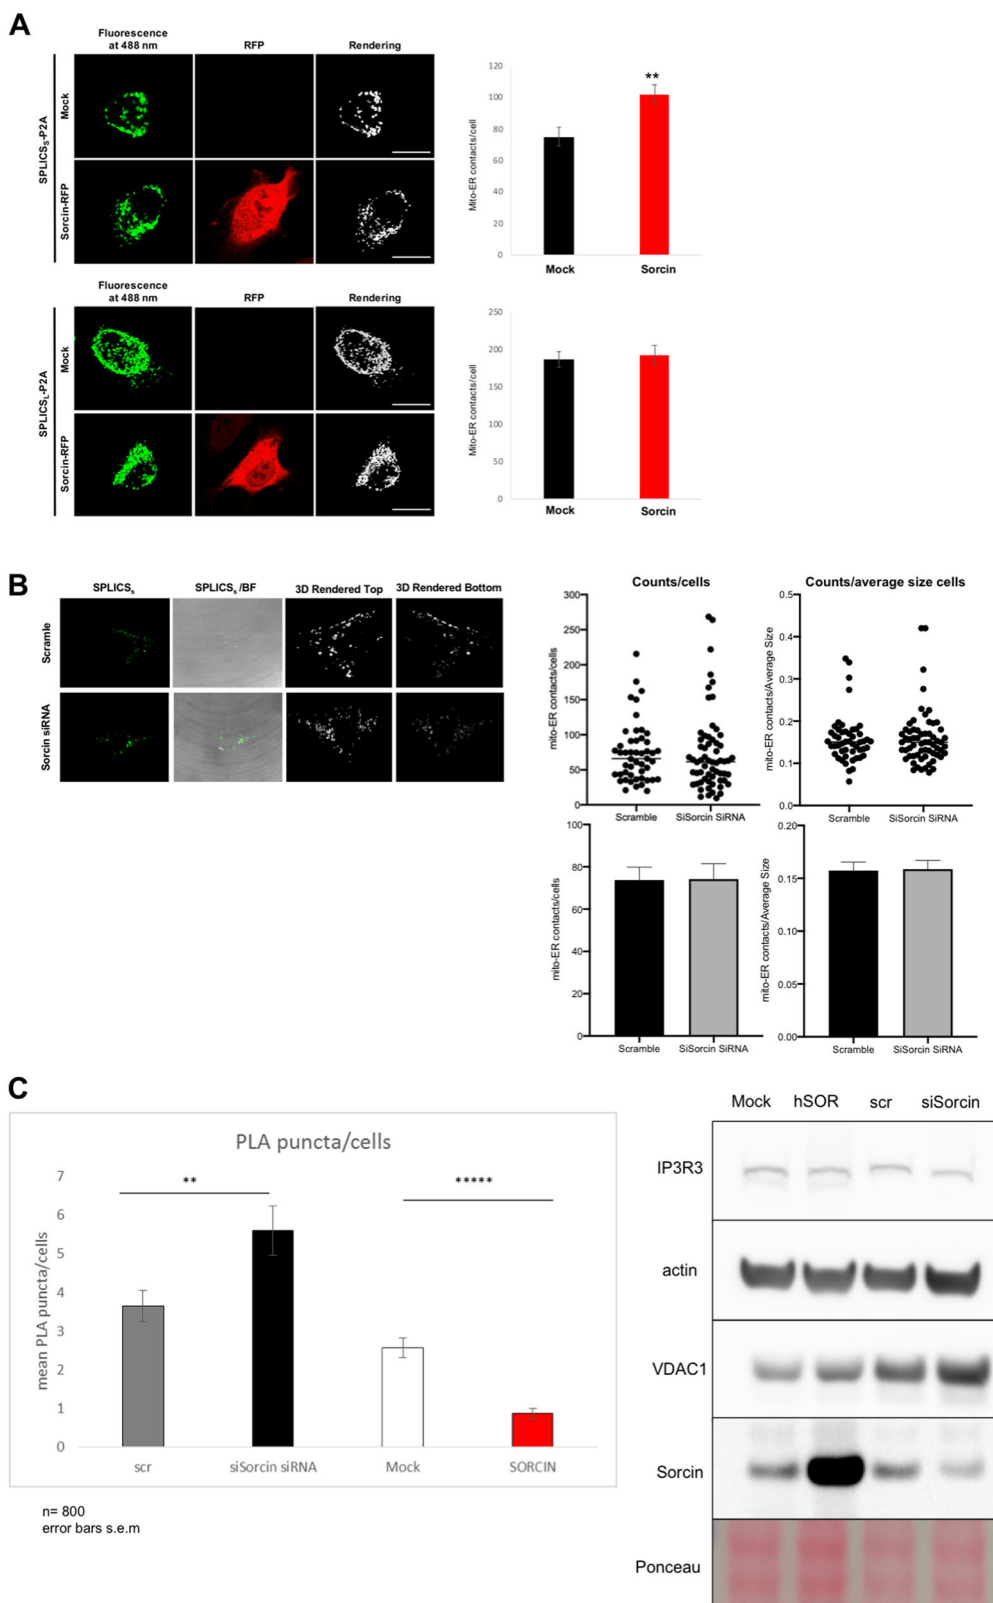 A
Fluorescence
at 488 nm
RFP
Rendering
SPLICSS-P2A
Mock
Sorcin-RFP
Mito-ER contacts/cell
120
100
80
60
40
20
0
**
Mock
Sorcin
Fluorescence
at 488 nm
RFP
Rendering
SPLICSL-P2A
Mock
Sorcin-RFP
Mito-ER contacts/cell
250
200
150
100
50
0
Mock
Sorcin
B
SPLICSs
SPLICSs /BF
3D Rendered Top
3D Rendered Bottom
Scramle
Sorcin siRNA
Counts/cells
mito-ER contacts/cells
300
250
200
150
100
50
0
Scramble
SiSorcin SiRNA
Counts/average size cells
mito-ER contacts/Average Size
0.5
0.4
0.3
0.2
0.1
0.0
Scramble
SiSorcin SiRNA
mito-ER contacts/cells
100
80
60
40
20
0
Scramble
SiSorcin SiRNA
mito-ER contacts/Average Size
0.20
0.15
0.10
0.05
0.00
Scramble
SiSorcin SiRNA
C
PLA puncta/cells
mean PLA puncta/cells
7
6
5
4
3
2
1
0
**
*****
scr
siSorcin siRNA
Mock
SORCIN
n= 800
error bars s.e.m
Mock
hSOR
scr
siSorcin
IP3R3
actin
VDAC1
Sorcin
Ponceau